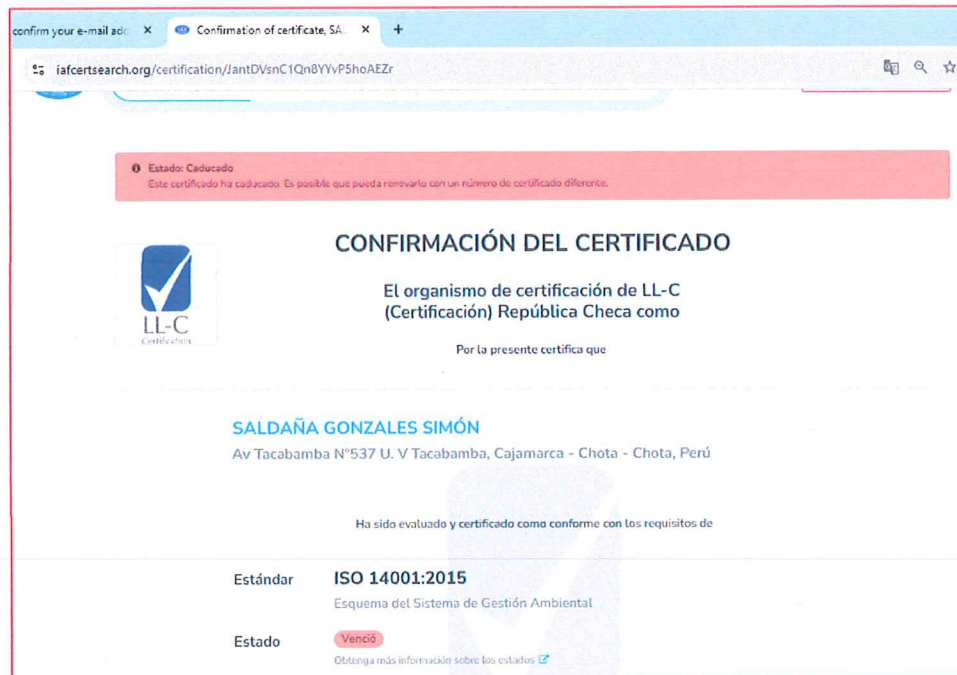 confirm your e-mail add
Confirmation of certificate, SA
iafcertsearch.org/certification/JantDVsnC1Qn8YYvP5hoAEZr
Estado: Caducado
Este certificado ha caducado. Es posible que pueda renovarlo con un número de certificado diferente.
CONFIRMACIÓN DEL CERTIFICADO
LL-C
Certification
El organismo de certificación de LL-C
(Certificación) República Checa como
Por la presente certifica que
SALDAÑA GONZALES SIMÓN
Av Tacabamba N°537 U. V Tacabamba, Cajamarca - Chota - Chota, Perú
Ha sido evaluado y certificado como conforme con los requisitos de
Estándar ISO 14001:2015
Esquema del Sistema de Gestión Ambiental
Estado Venció
Obtenga más información sobre los estados